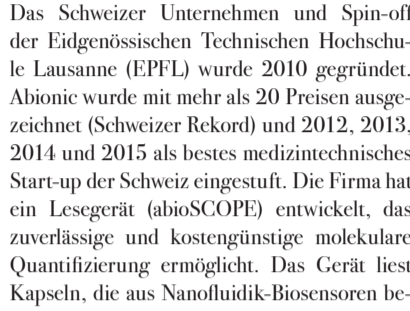 Das Schweizer Unternehmen und Spin-off
der Eidgenössischen Technischen Hochschu-
le Lausanne (EPFL) wurde 2010 gegründet.
Abionic wurde mit mehr als 20 Preisen ausge-
zeichnet (Schweizer Rekord) und 2012, 2013,
2014 und 2015 als bestes medizintechnisches
Start-up der Schweiz eingestuft. Die Firma hat
ein Lesegerät (abioSCOPE) entwickelt, das
zuverlässige und kostengünstige molekulare
Quantifizierung ermöglicht. Das Gerät liest
Kapseln, die aus Nanofluidik-Biosensoren be-